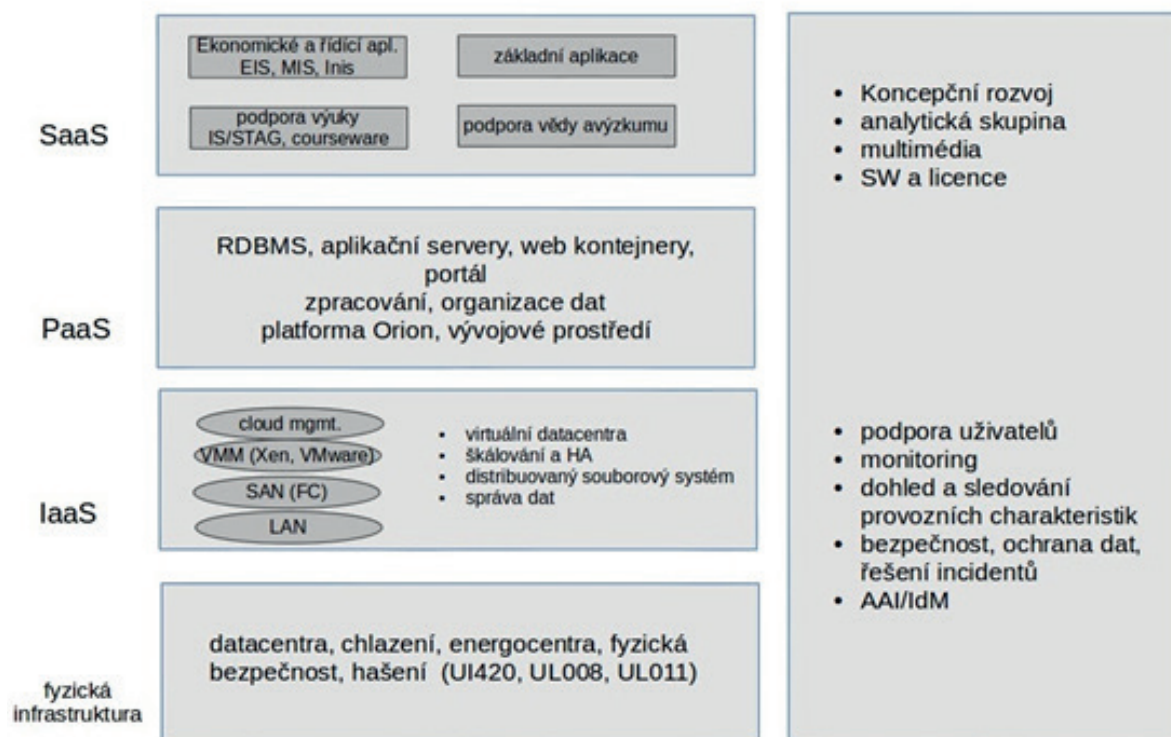 SaaS
Ekonomické a řídící apl.
EIS, MIS, Inis
základní aplikace
podpora výuky
IS/STAG, courseware
podpora vědy avýzkumu
PaaS
RDBMS, aplikační servery, web kontejnery,
portál
zpracování, organizace dat
platforma Orion, vývojové prostředí
IaaS
cloud mgmt.
VMM (Xen, VMware)
SAN (FC)
LAN
• virtuální datacentra
• škálování a HA
• distribuovaný souborový systém
• správa dat
fyzická
infrastruktura
datacentra, chlazení, energocentra, fyzická
bezpečnost, hašení (UI420, UL008, UL011)
• Koncepční rozvoj
• analytická skupina
• multimédia
• SW a licence
• podpora uživatelů
• monitoring
• dohled a sledování
provozních charakteristik
• bezpečnost, ochrana dat,
řešení incidentů
• AAI/IdM